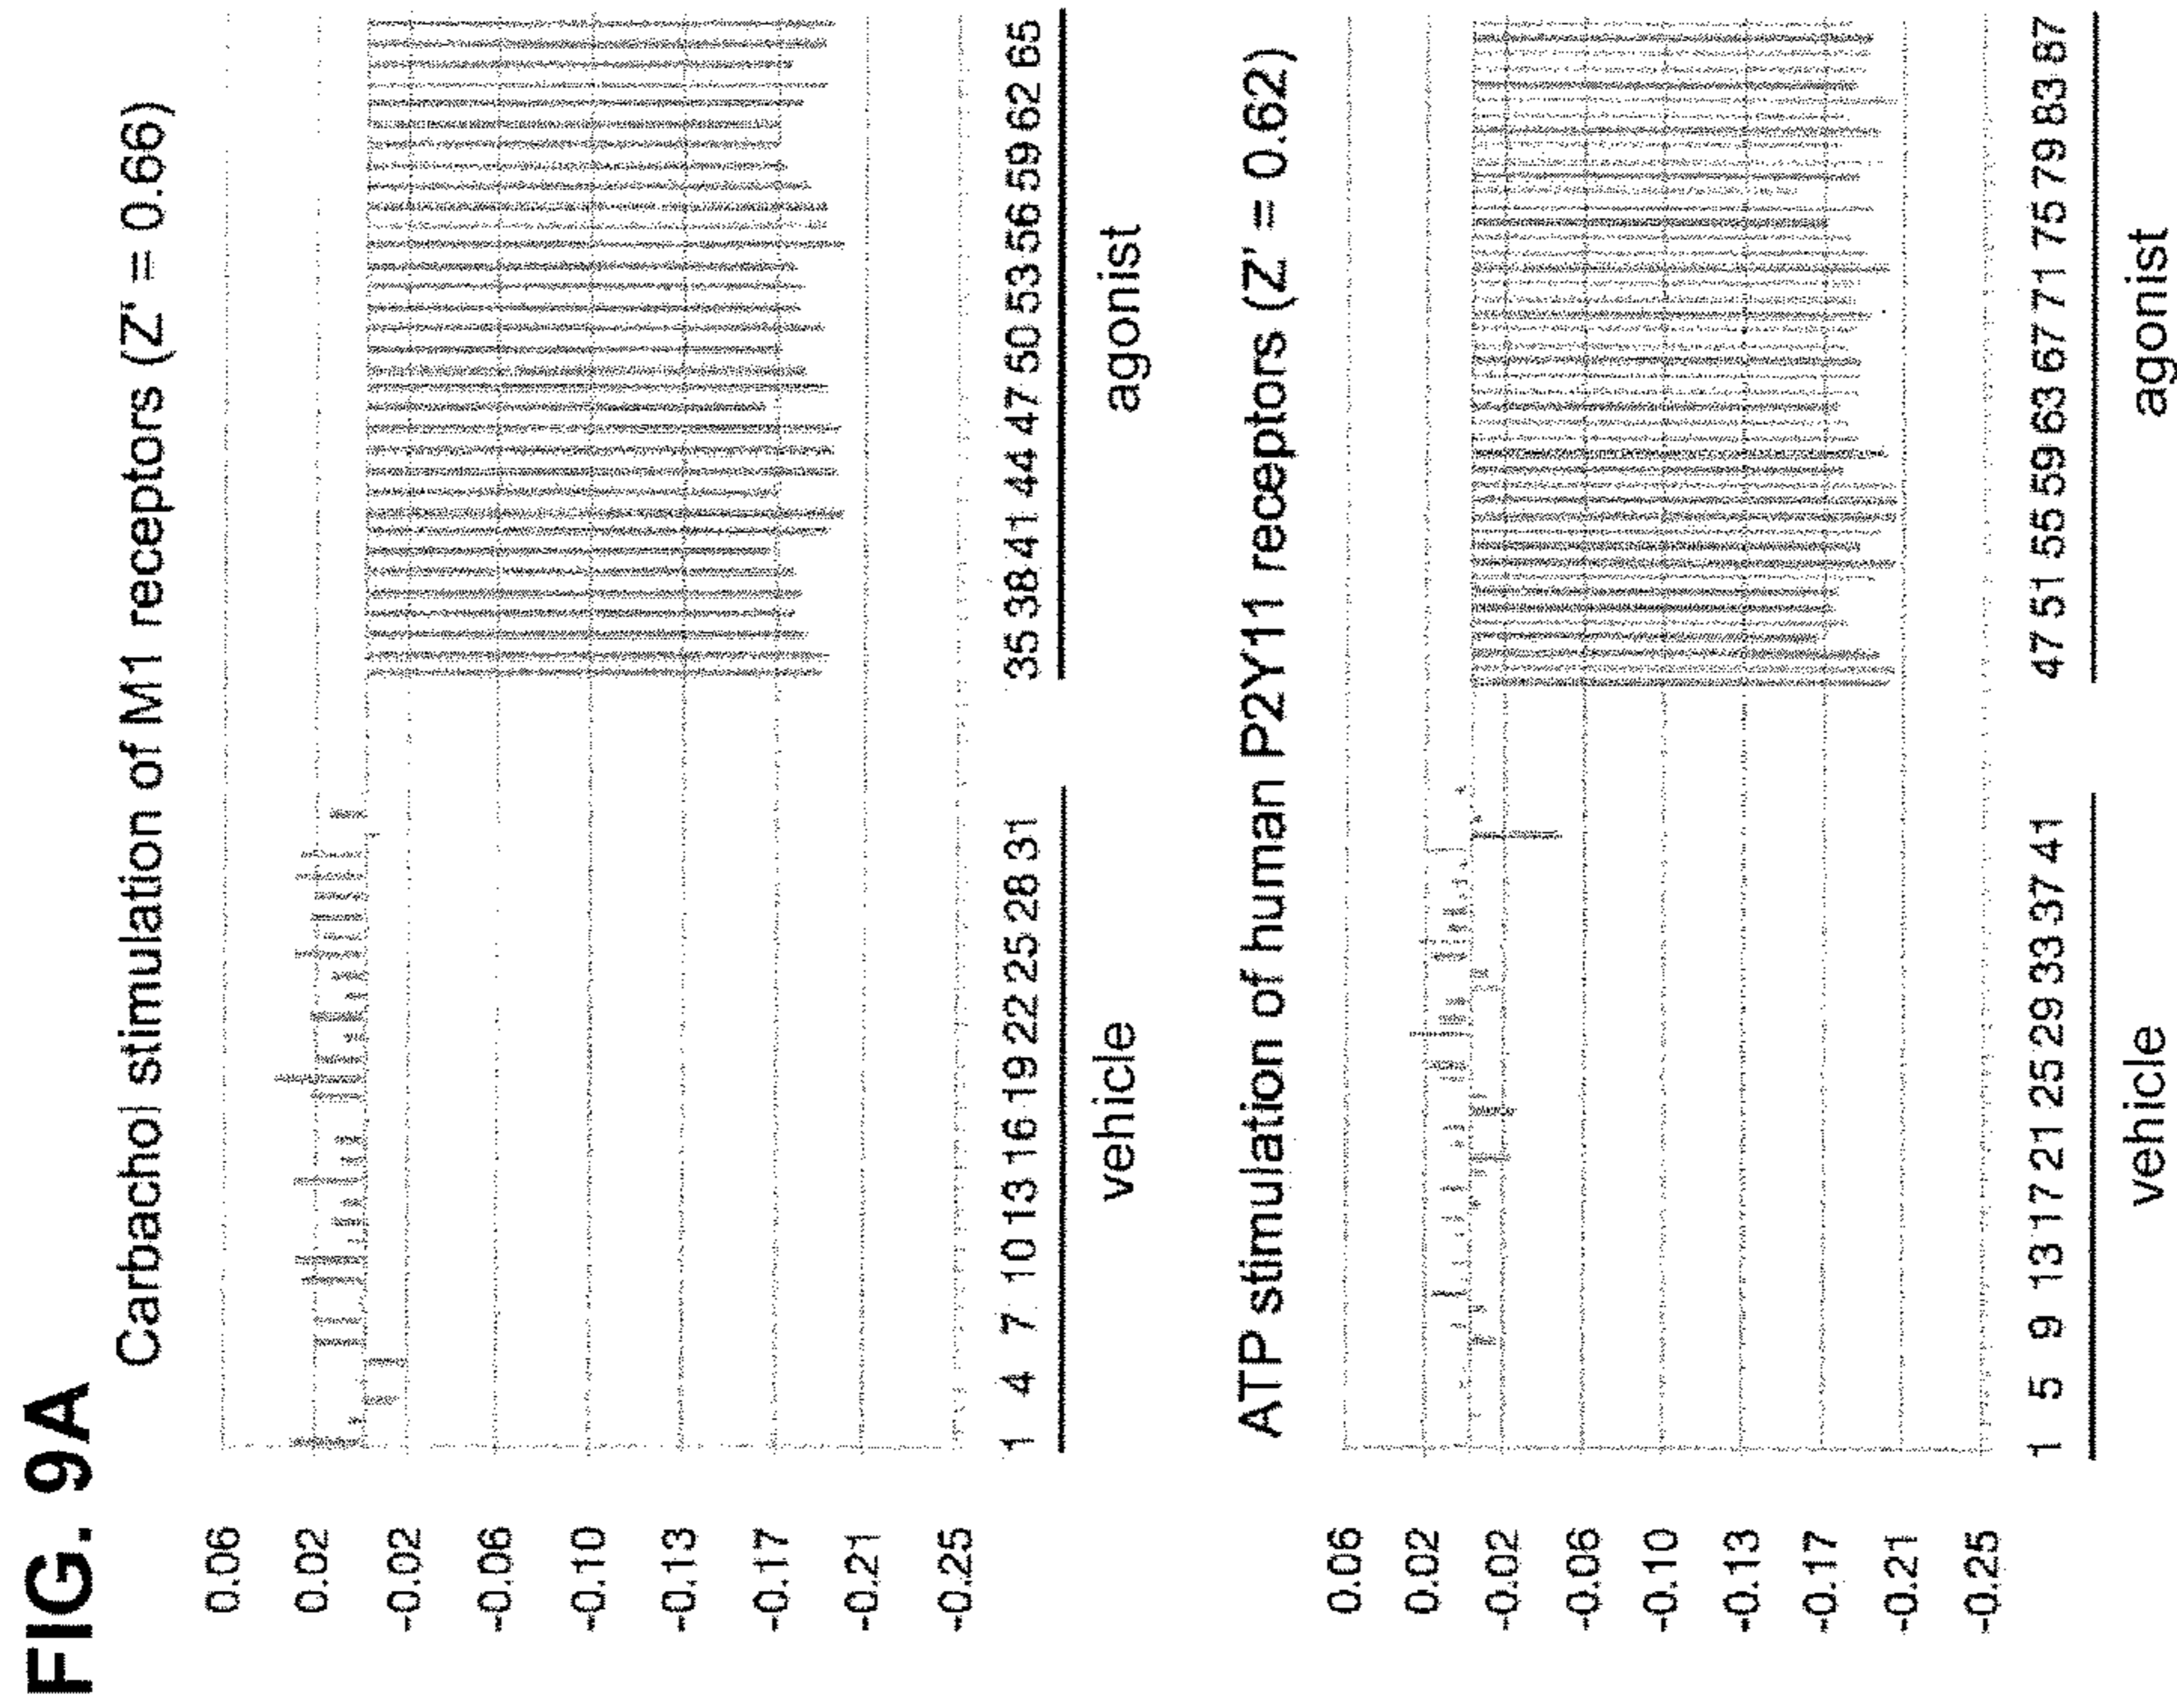 FIG. 9A
Carbachol stimulation of M1 receptors (Z' = 0.66)
0.06
0.02
-0.02
-0.06
-0.10
-0.13
-0.17
-0.21
-0.25
1 4 7 10 13 16 19 22 25 28 31 35 38 41 44 47 50 53 56 59 62 65
vehicle agonist
ATP stimulation of human P2Y11 receptors (Z' = 0.62)
0.06
0.02
-0.02
-0.06
-0.10
-0.13
-0.17
-0.21
-0.25
1 5 9 13 17 21 25 29 33 37 41 47 51 55 59 63 67 71 75 79 83 87
vehicle agonist